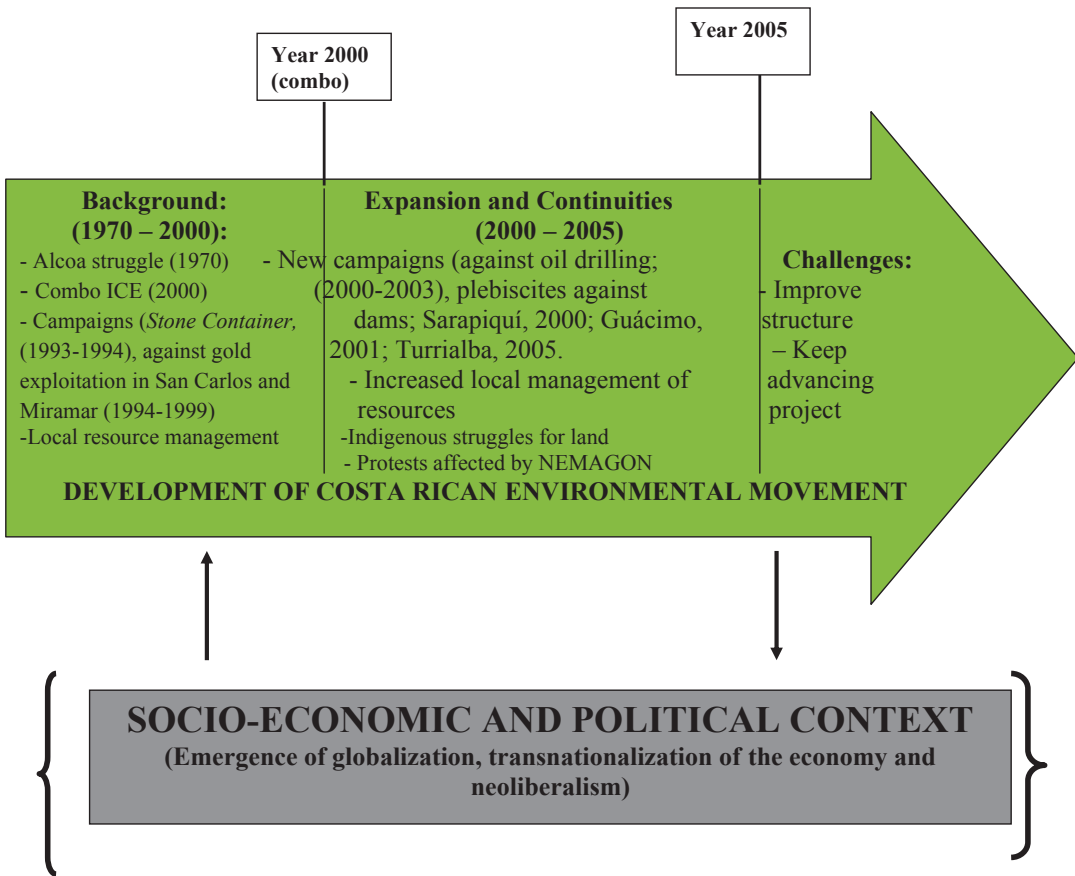 Year 2000
(combo)
Year 2005
Background:
(1970 – 2000):
- Alcoa struggle (1970)
- Combo ICE (2000)
- Campaigns (Stone Container,
(1993-1994), against gold
exploitation in San Carlos and
Miramar (1994-1999)
-Local resource management
Expansion and Continuities
(2000 – 2005)
- New campaigns (against oil drilling;
(2000-2003), plebiscites against
dams; Sarapiquí, 2000; Guácimo,
2001; Turrialba, 2005.
- Increased local management of
resources
-Indigenous struggles for land
- Protests affected by NEMAGON
Challenges:
- Improve
structure
– Keep
advancing
project
DEVELOPMENT OF COSTA RICAN ENVIRONMENTAL MOVEMENT
SOCIO-ECONOMIC AND POLITICAL CONTEXT
(Emergence of globalization, transnationalization of the economy and
neoliberalism)